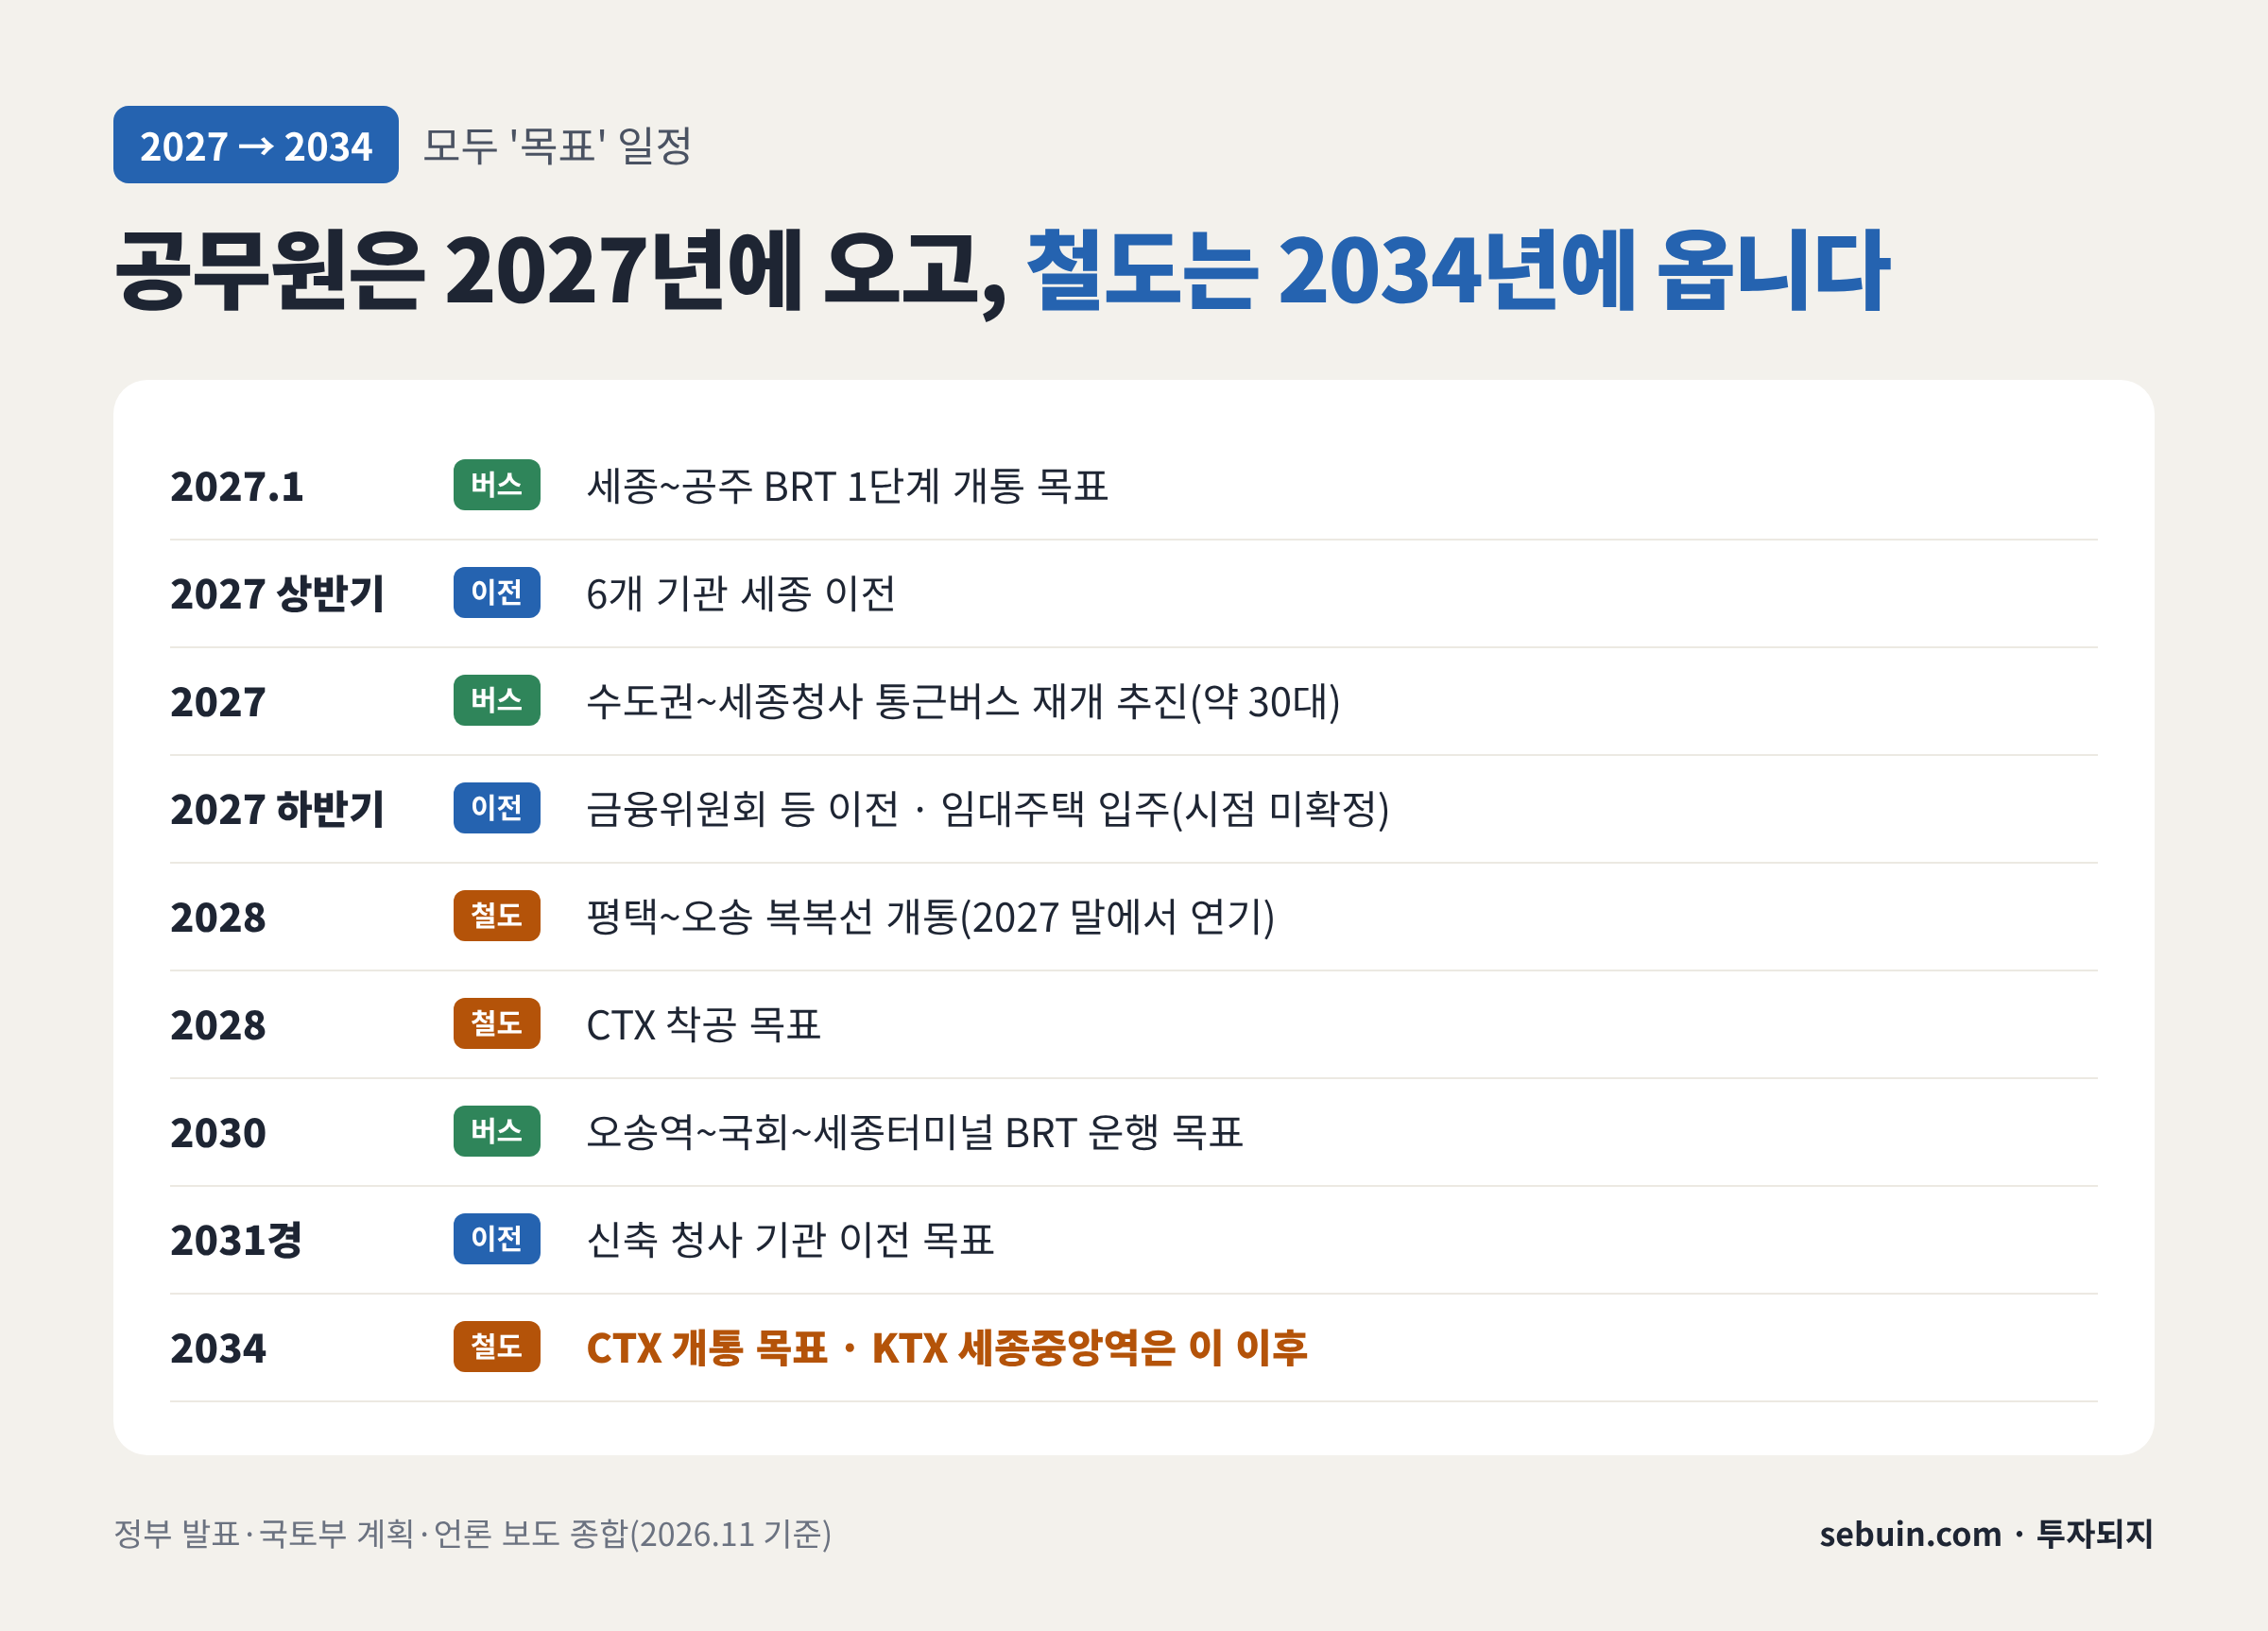 2027 → 2034 모두 '목표' 일정
공무원은 2027년에 오고, 철도는 2034년에 옵니다
2027.1 버스 세종~공주 BRT 1단계 개통 목표
2027 상반기 이전 6개 기관 세종 이전
2027 버스 수도권~세종청사 통근버스 재개 추진(약 30대)
2027 하반기 이전 금융위원회 등 이전 · 임대주택 입주(시점 미확정)
2028 철도 평택~오송 복복선 개통(2027 말에서 연기)
2028 철도 CTX 착공 목표
2030 버스 오송역~국회~세종터미널 BRT 운행 목표
2031경 이전 신축 청사 기관 이전 목표
2034 철도 CTX 개통 목표 · KTX 세종중앙역은 이 이후
정부 발표·국토부 계획·언론 보도 종합(2026.11 기준)
sebuin.com · 투자되지